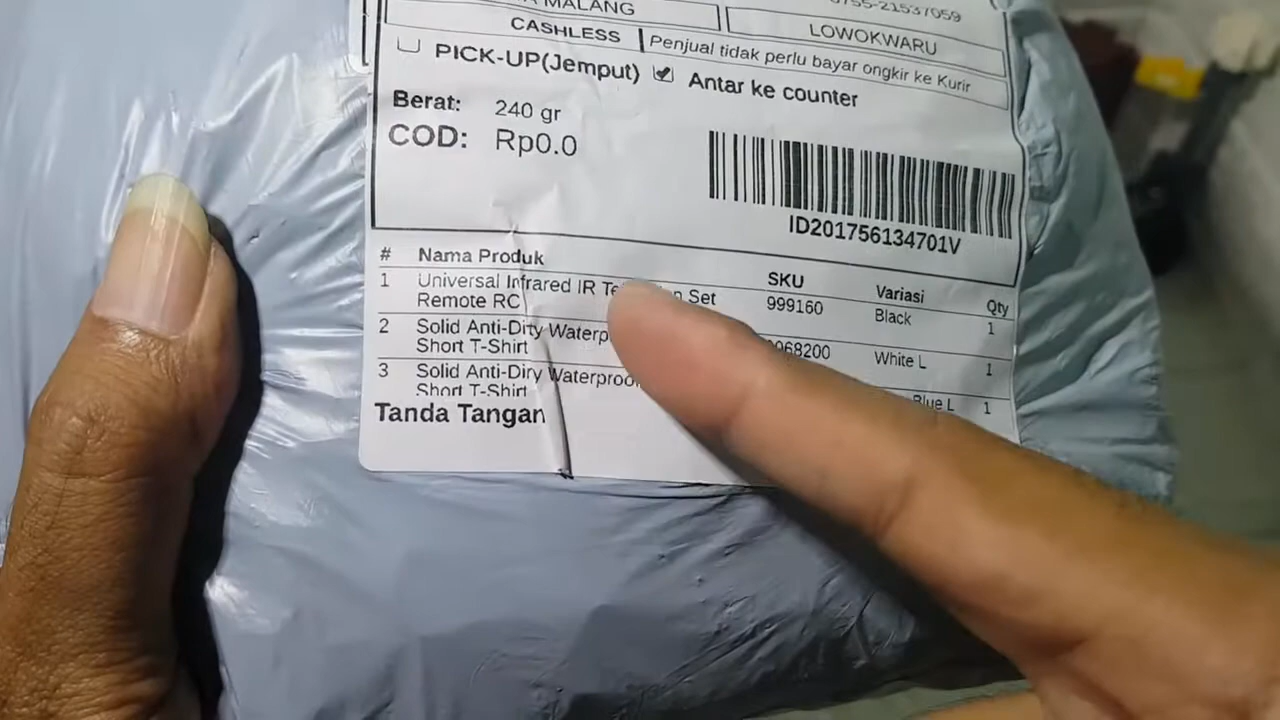 MALANG
0755-21537059
LOWOKWARU
CASHLESS
Penjual tidak perlu bayar ongkir ke Kurir
PICK-UP(Jemput)
Antar ke counter
Berat: 240 gr
COD: Rp0.0
ID201756134701V
# Nama Produk SKU Variasi Qty
1 Universal Infrared IR Set 999160 Black 1
Remote RC
2 Solid Anti-Dirty 068200 White L 1
Short T-Shirt
3 Solid Anti-Diry Waterproof Blue L 1
Short T-Shirt
Tanda Tangan